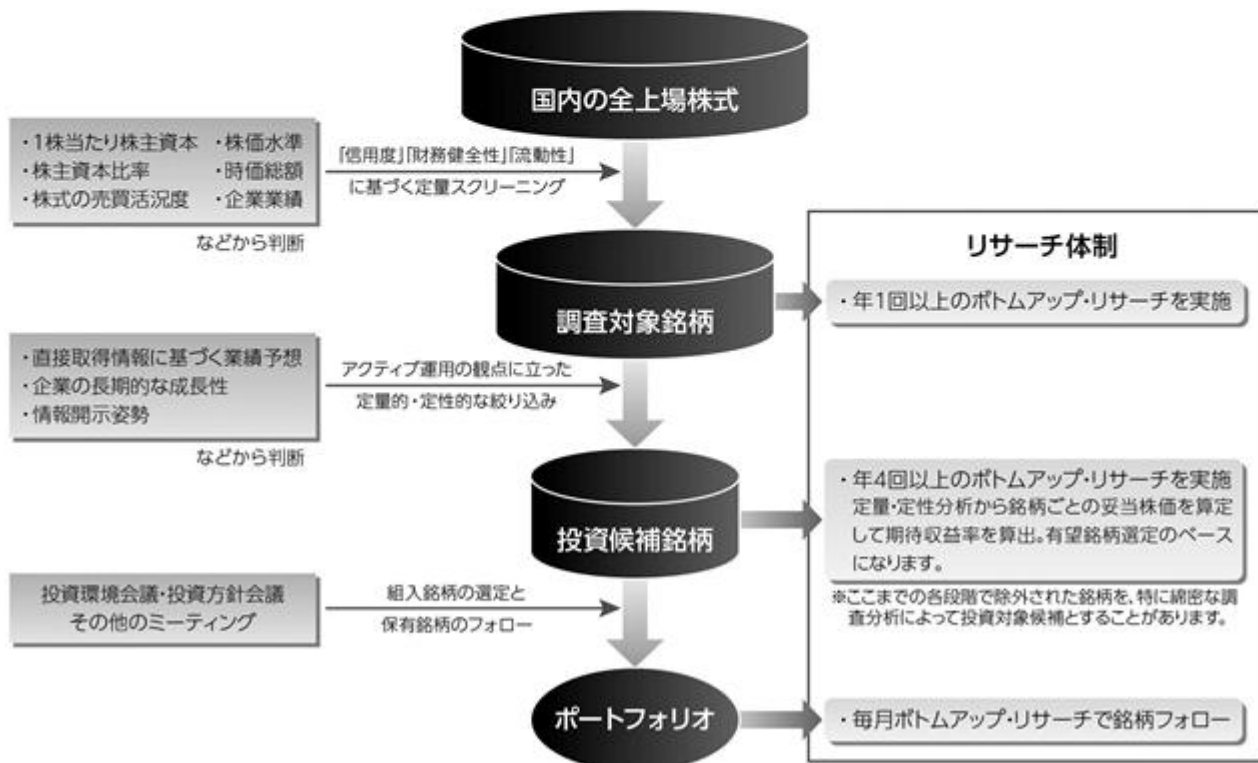 国内の全上場株式
・1株当たり株主資本 ・株価水準
・株主資本比率 ・時価総額
・株式の売買活況度 ・企業業績
などから判断
「信用度」「財務健全性」「流動性」
に基づく定量スクリーニング
リサーチ体制
調査対象銘柄
・年1回以上のボトムアップ・リサーチを実施
・直接取得情報に基づく業績予想
・企業の長期的な成長性
・情報開示姿勢
などから判断
アクティブ運用の観点に立った
定量的・定性的な絞り込み
投資候補銘柄
・年4回以上のボトムアップ・リサーチを実施
定量・定性分析から銘柄ごとの妥当株価を算定
して期待収益率を算出。有望銘柄選定のベース
になります。
※ここまでの各段階で除外された銘柄を、特に綿密な調
査分析によって投資対象候補とすることがあります。
投資環境会議・投資方針会議
その他のミーティング
組入銘柄の選定と
保有銘柄のフォロー
ポートフォリオ
・毎月ボトムアップ・リサーチで銘柄フォロー